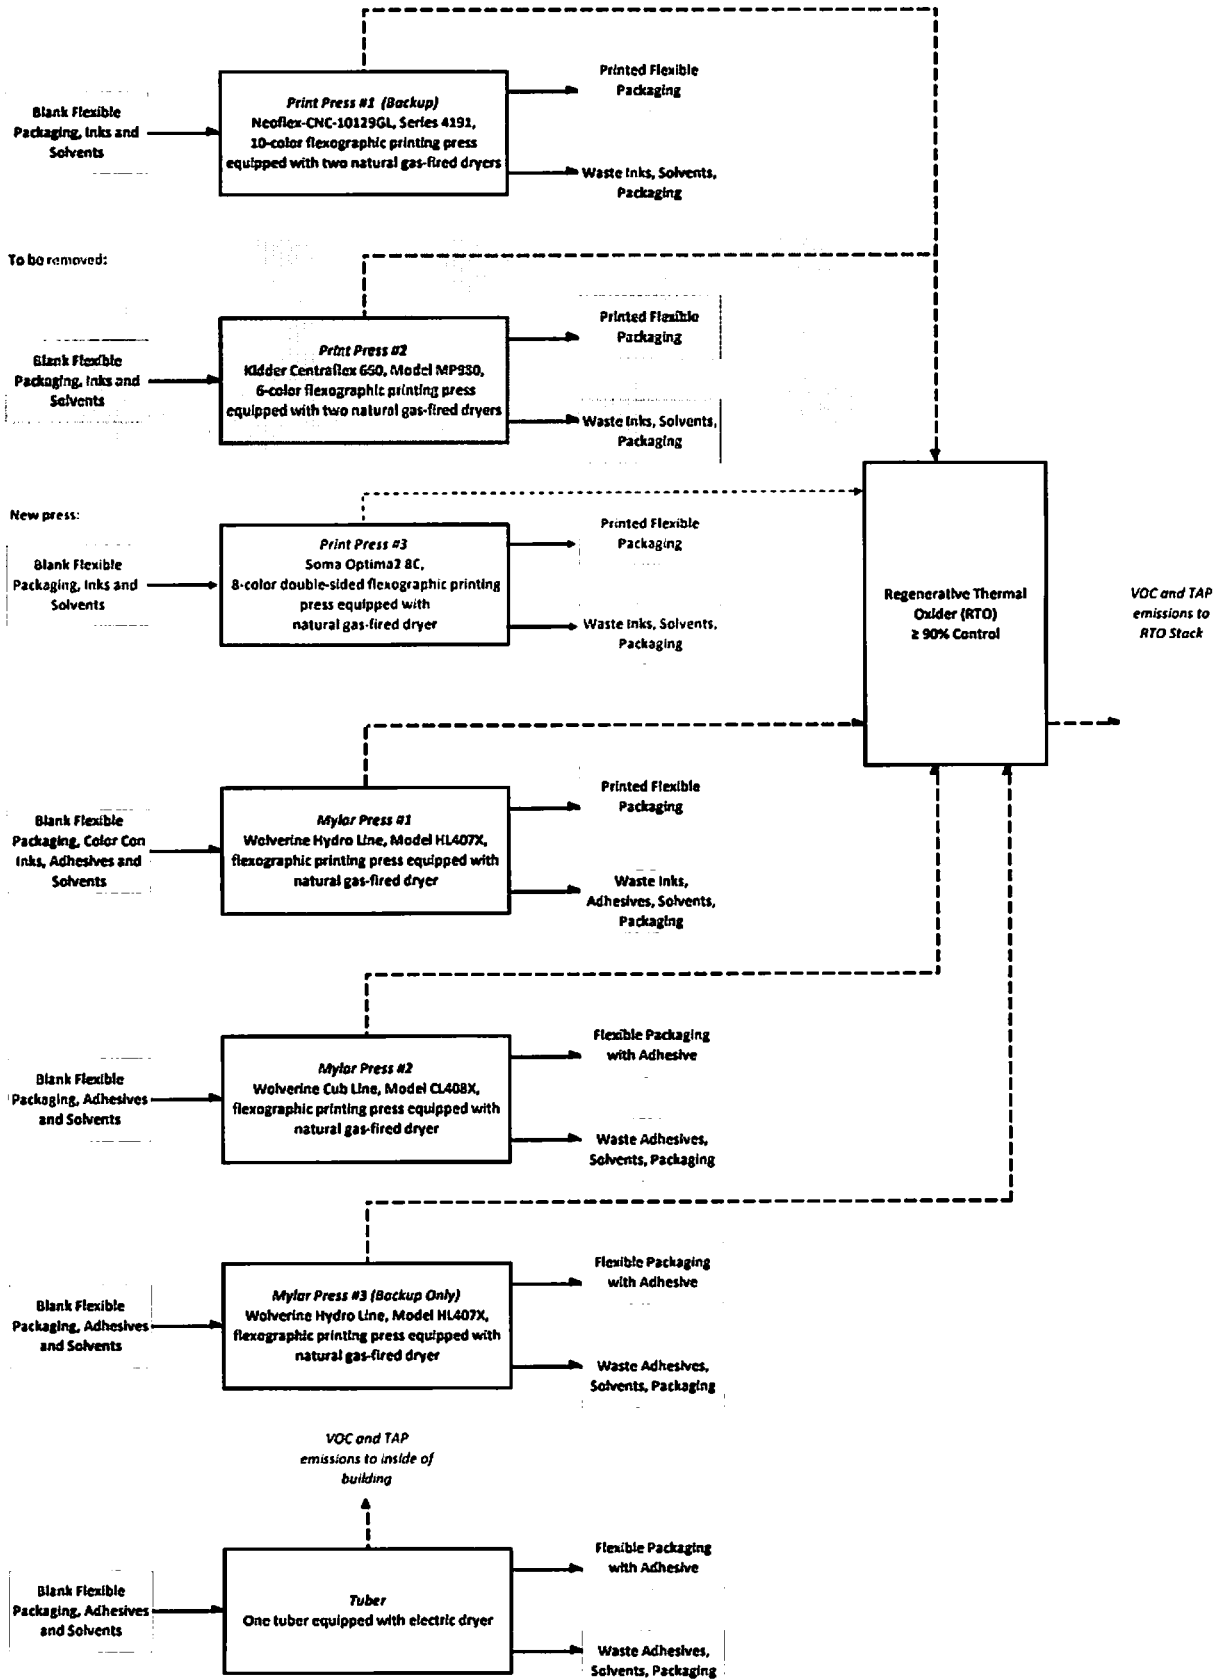 Printed Flexible
Packaging
Blank Flexible
Packaging, Inks and
Solvents
Print Press #1 (Backup)
Neoflex-CNC-10129GL, Series 4191,
10-color flexographic printing press
equipped with two natural gas-fired dryers
Waste Inks, Solvents,
Packaging
To be removed:
Printed Flexible
Packaging
Blank Flexible
Packaging, Inks and
Solvents
Print Press #2
Kidder Centraflex 650, Model MP980,
6-color flexographic printing press
equipped with two natural gas-fired dryers
Waste Inks, Solvents,
Packaging
New press:
Printed Flexible
Packaging
Blank Flexible
Packaging, Inks and
Solvents
Print Press #3
Soma Optima2 8C,
8-color double-sided flexographic printing
press equipped with
natural gas-fired dryer
Waste Inks, Solvents,
Packaging
Regenerative Thermal
Oxider (RTO)
≥ 90% Control
VOC and TAP
emissions to
RTO Stack
Printed Flexible
Packaging
Blank Flexible
Packaging, Color Con
Inks, Adhesives and
Solvents
Mylar Press #1
Wolverine Hydro Line, Model HL407X,
flexographic printing press equipped with
natural gas-fired dryer
Waste Inks,
Adhesives, Solvents,
Packaging
Flexible Packaging
with Adhesive
Blank Flexible
Packaging, Adhesives
and Solvents
Mylar Press #2
Wolverine Cub Line, Model CL408X,
flexographic printing press equipped with
natural gas-fired dryer
Waste Adhesives,
Solvents, Packaging
Flexible Packaging
with Adhesive
Blank Flexible
Packaging, Adhesives
and Solvents
Mylar Press #3 (Backup Only)
Wolverine Hydro Line, Model HL407X,
flexographic printing press equipped with
natural gas-fired dryer
Waste Adhesives,
Solvents, Packaging
VOC and TAP
emissions to inside of
building
Flexible Packaging
with Adhesive
Blank Flexible
Packaging, Adhesives
and Solvents
Tuber
One tuber equipped with electric dryer
Waste Adhesives,
Solvents, Packaging